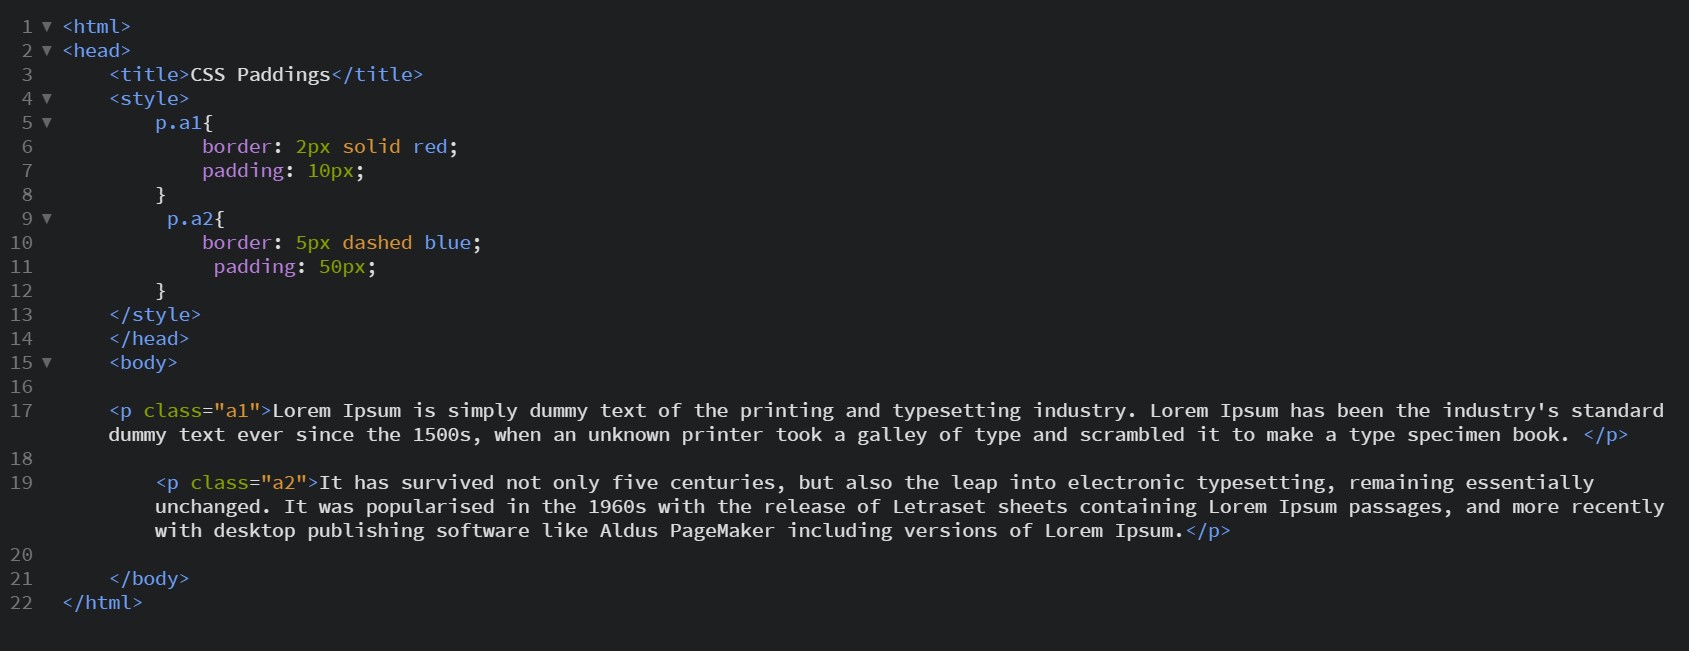 1 ▼ <html>
2 ▼ <head>
3 <title>CSS Paddings</title>
4 ▼ <style>
5 ▼ p.a1{
6 border: 2px solid red;
7 padding: 10px;
8 }
9 ▼ p.a2{
10 border: 5px dashed blue;
11 padding: 50px;
12 }
13 </style>
14 </head>
15 ▼ <body>
16
17 <p class="a1">Lorem Ipsum is simply dummy text of the printing and typesetting industry. Lorem Ipsum has been the industry's standard
dummy text ever since the 1500s, when an unknown printer took a galley of type and scrambled it to make a type specimen book. </p>
18
19 <p class="a2">It has survived not only five centuries, but also the leap into electronic typesetting, remaining essentially
unchanged. It was popularised in the 1960s with the release of Letraset sheets containing Lorem Ipsum passages, and more recently
with desktop publishing software like Aldus PageMaker including versions of Lorem Ipsum.</p>
20
21 </body>
22 </html>